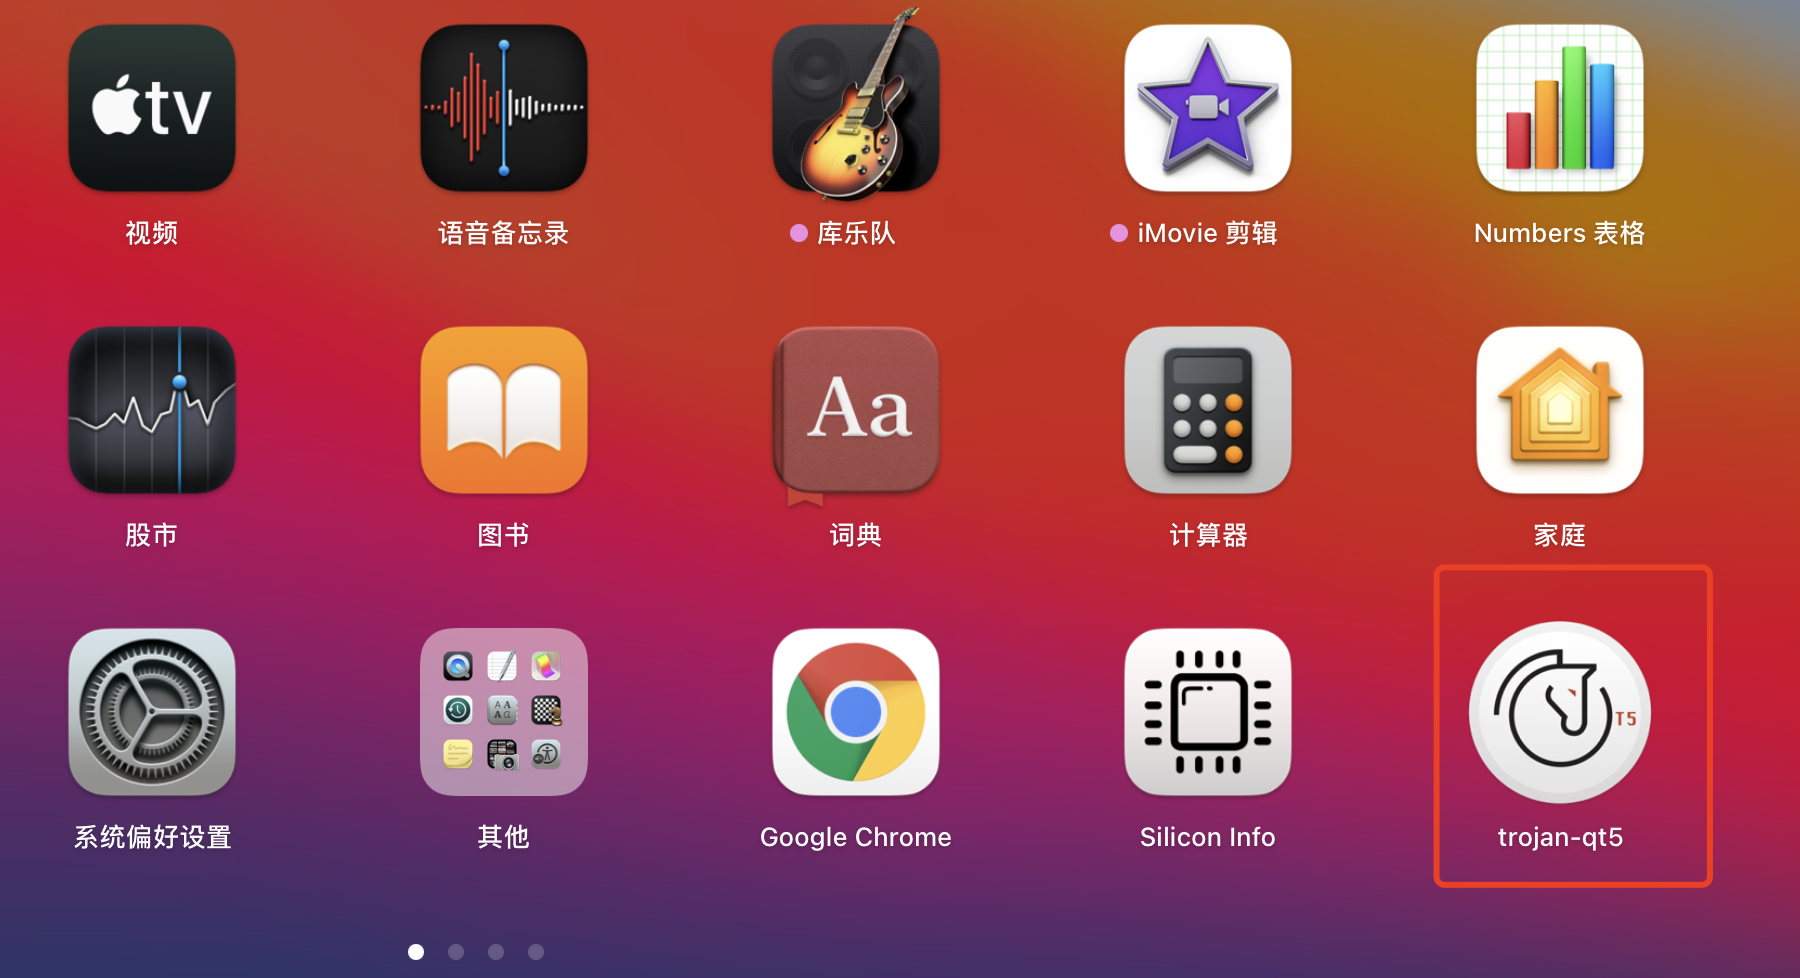 tv
视频
语音备忘录
库乐队
iMovie 剪辑
Numbers 表格
Aa
股市
图书
词典
计算器
家庭
T5
系统偏好设置
其他
Google Chrome
Silicon Info
trojan-qt5